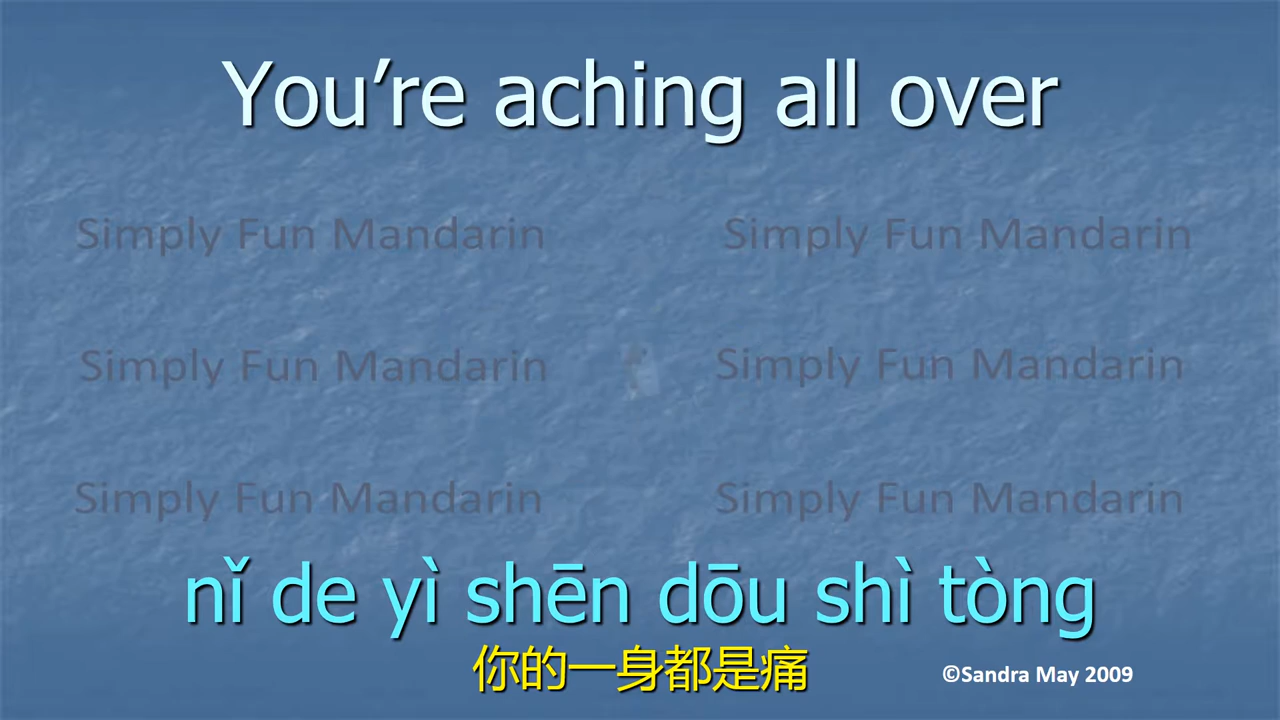 You’re aching all over
Simply Fun Mandarin Simply Fun Mandarin
Simply Fun Mandarin Simply Fun Mandarin
Simply Fun Mandarin Simply Fun Mandarin
nǐ de yì shēn dōu shì tòng
你的一身都是痛
©Sandra May 2009